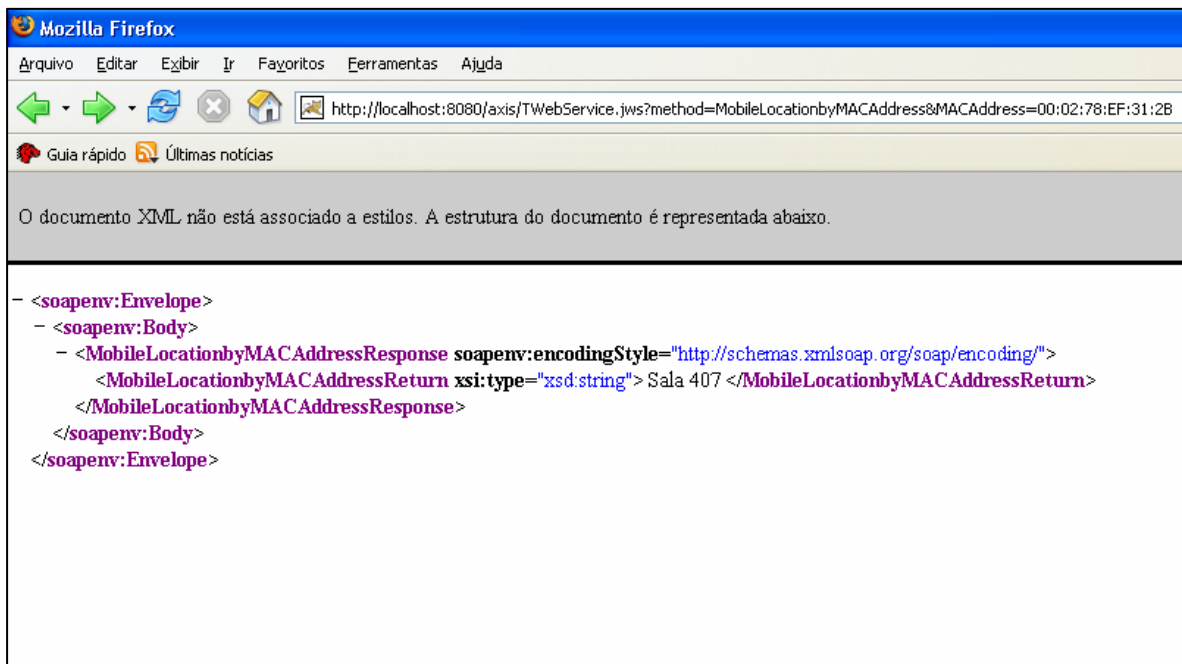 Mozilla Firefox
Arquivo Editar Exibir Ir Favoritos Ferramentas Ajuda
http://localhost:8080/axis/TWebService.jws?method=MobileLocationbyMACAddress&MACAddress=00:02:78:EF:31:2B
Guia rápido Últimas notícias
O documento XML não está associado a estilos. A estrutura do documento é representada abaixo.
- <soapenv:Envelope>
- <soapenv:Body>
- <MobileLocationbyMACAddressResponse soapenv:encodingStyle="http://schemas.xmlsoap.org/soap/encoding/">
<MobileLocationbyMACAddressReturn xsi:type="xsd:string"> Sala 407 </MobileLocationbyMACAddressReturn>
</MobileLocationbyMACAddressResponse>
</soapenv:Body>
</soapenv:Envelope>